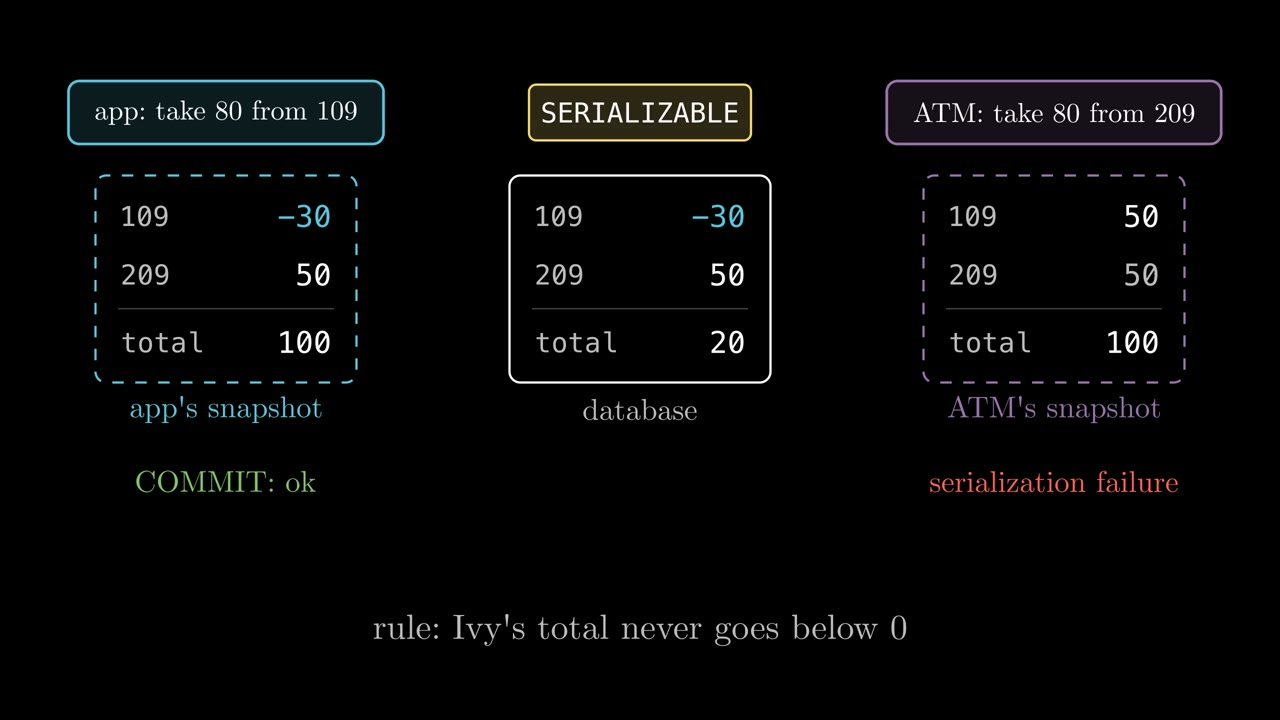 app: take 80 from 109
SERIALIZABLE
ATM: take 80 from 209
109 −30
209 50
total 100
app's snapshot
COMMIT: ok
109 −30
209 50
total 20
database
109 50
209 50
total 100
ATM's snapshot
serialization failure
rule: Ivy's total never goes below 0